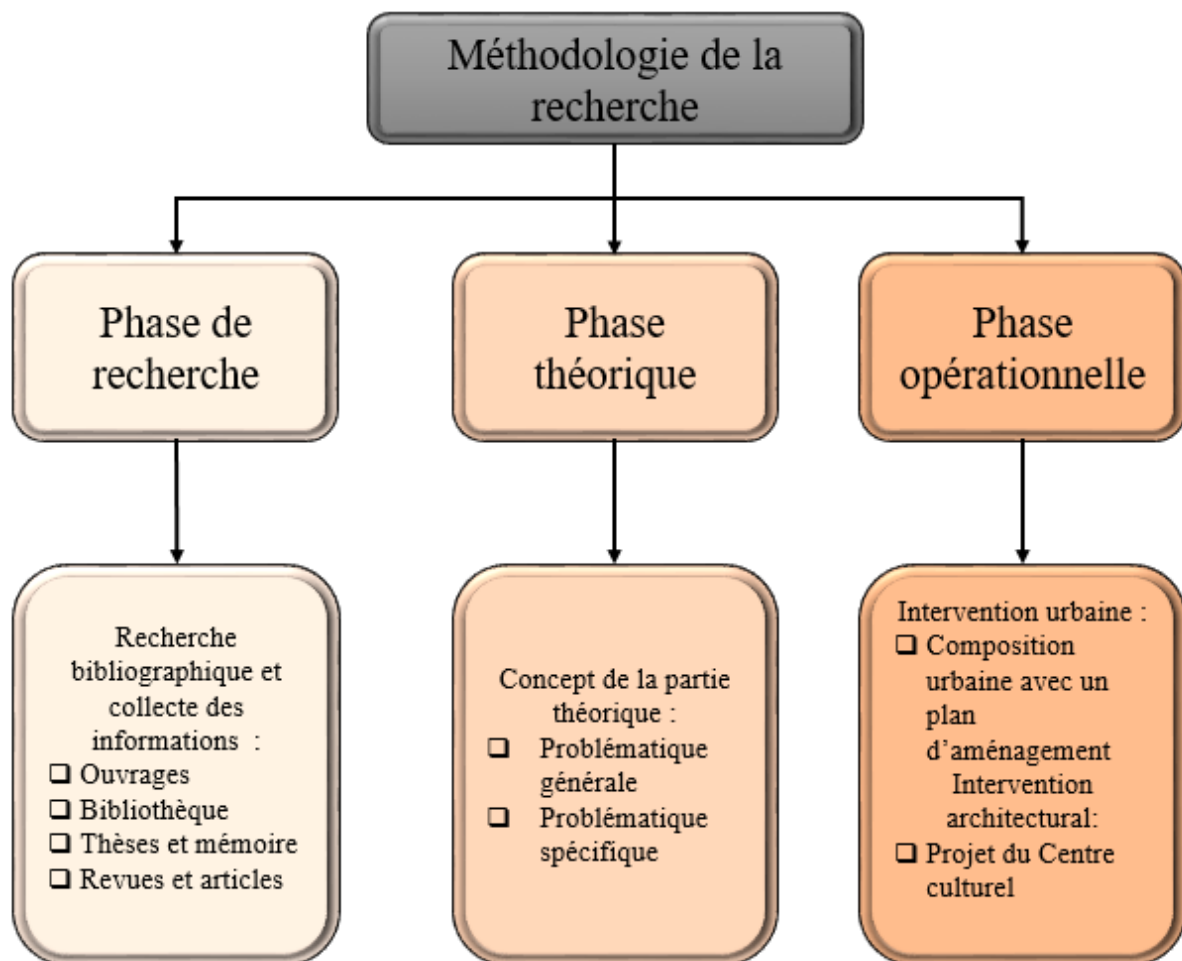 Méthodologie de la
recherche
Phase de
recherche
Phase
théorique
Phase
opérationnelle
Recherche
bibliographique et
collecte des
informations :
❑ Ouvrages
❑ Bibliothèque
❑ Thèses et mémoire
❑ Revues et articles
Concept de la partie
théorique :
❑ Problématique
générale
❑ Problématique
spécifique
Intervention urbaine :
❑ Composition
urbaine avec un
plan
d’aménagement
Intervention
architectural:
❑ Projet du Centre
culturel